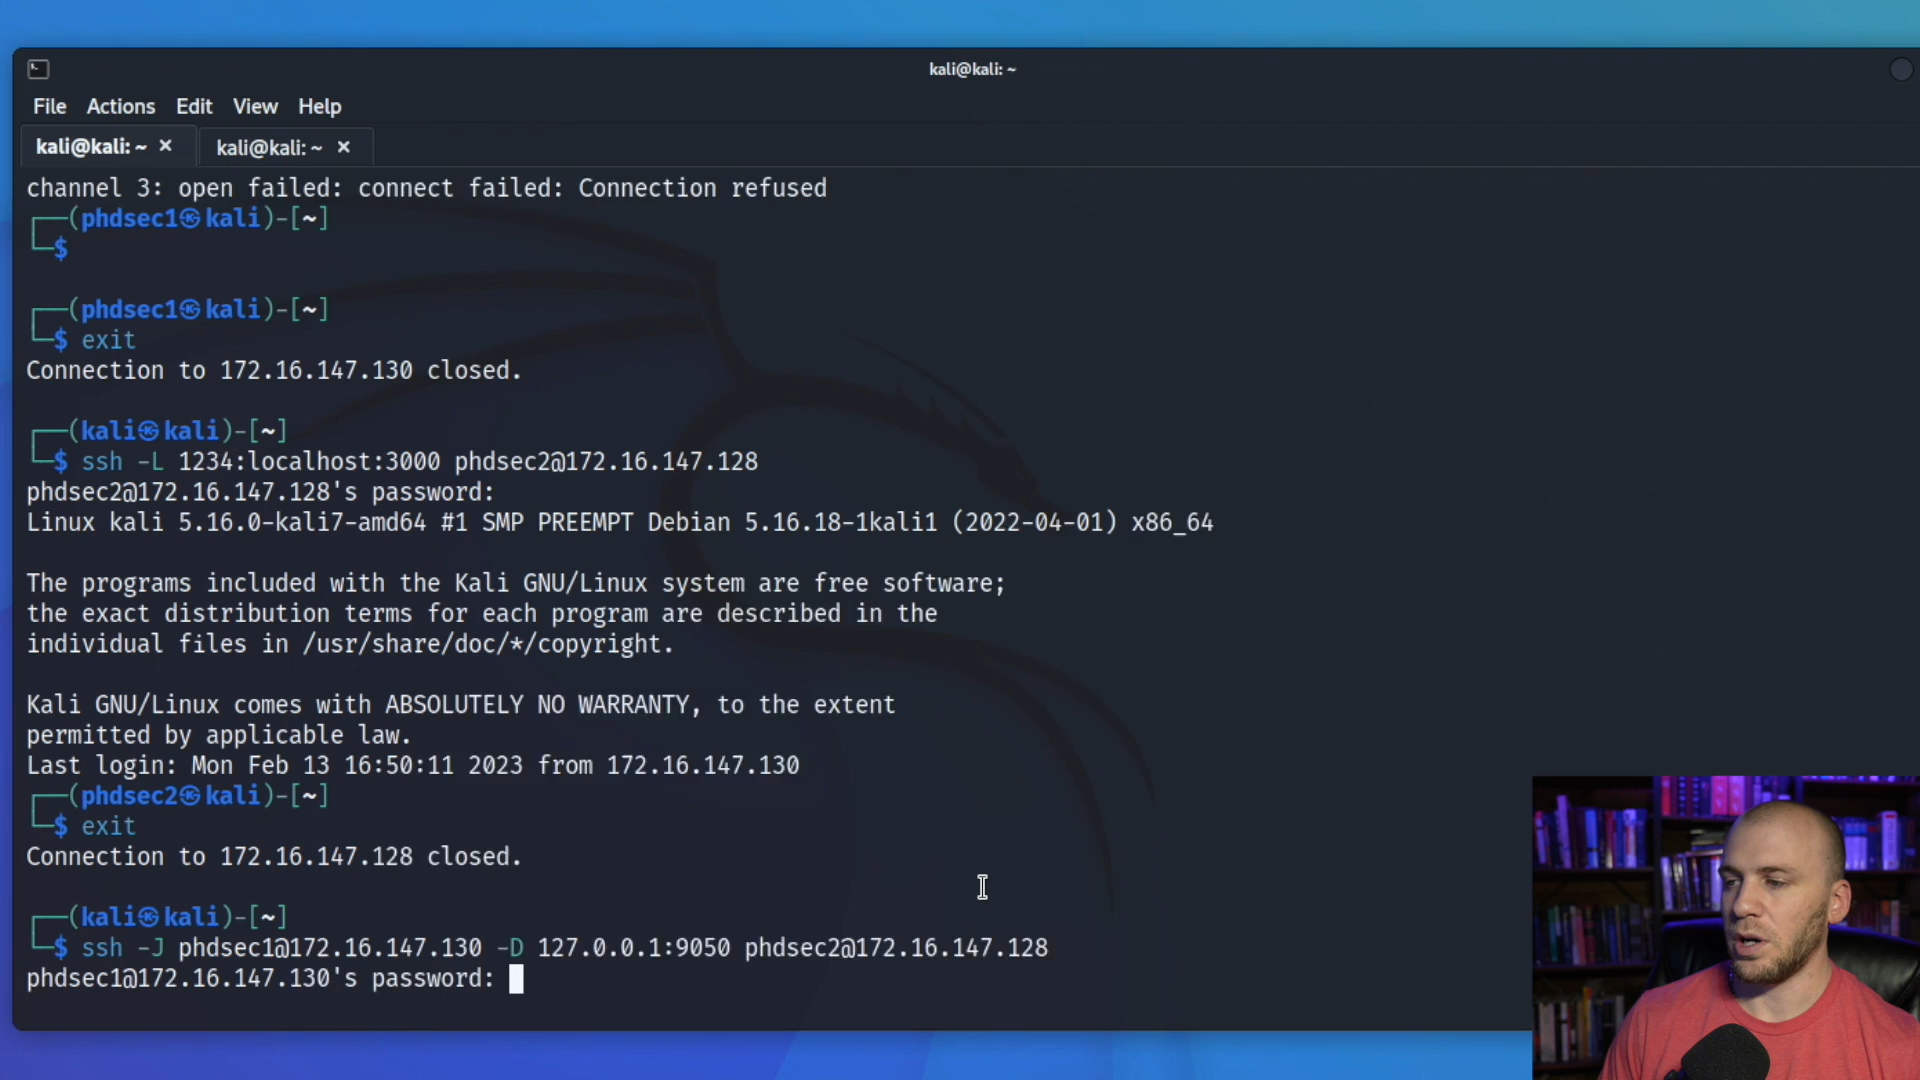 kali@kali: ~
File Actions Edit View Help
kali@kali: ~ × kali@kali: ~ ×
channel 3: open failed: connect failed: Connection refused
┌──(phdsec1㉿kali)-[~]
└─$
┌──(phdsec1㉿kali)-[~]
└─$ exit
Connection to 172.16.147.130 closed.
┌──(kali㉿kali)-[~]
└─$ ssh -L 1234:localhost:3000 phdsec2@172.16.147.128
phdsec2@172.16.147.128's password:
Linux kali 5.16.0-kali7-amd64 #1 SMP PREEMPT Debian 5.16.18-1kali1 (2022-04-01) x86_64
The programs included with the Kali GNU/Linux system are free software;
the exact distribution terms for each program are described in the
individual files in /usr/share/doc/*/copyright.
Kali GNU/Linux comes with ABSOLUTELY NO WARRANTY, to the extent
permitted by applicable law.
Last login: Mon Feb 13 16:50:11 2023 from 172.16.147.130
┌──(phdsec2㉿kali)-[~]
└─$ exit
Connection to 172.16.147.128 closed.
┌──(kali㉿kali)-[~]
└─$ ssh -J phdsec1@172.16.147.130 -D 127.0.0.1:9050 phdsec2@172.16.147.128
phdsec1@172.16.147.130's password: